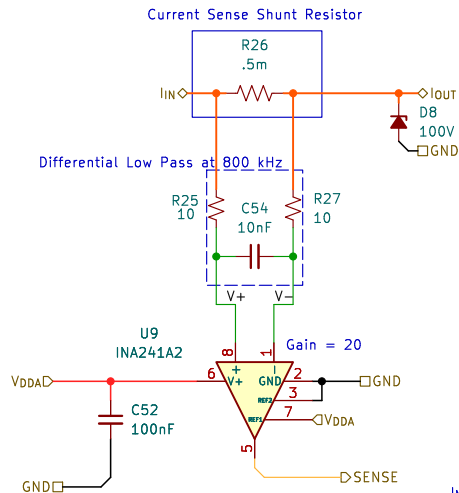 Current Sense Shunt Resistor
R26
.5m
IIN
IOUT
D8
100V
GND
Differential Low Pass at 800 kHz
R25
10
C54
10nF
R27
10
V+
V-
U9
INA241A2
Gain = 20
8
1
+
-
VDDA
6
V+
GND
2
GND
REF2
3
REF1
7
VDDA
C52
100nF
5
GND
SENSE